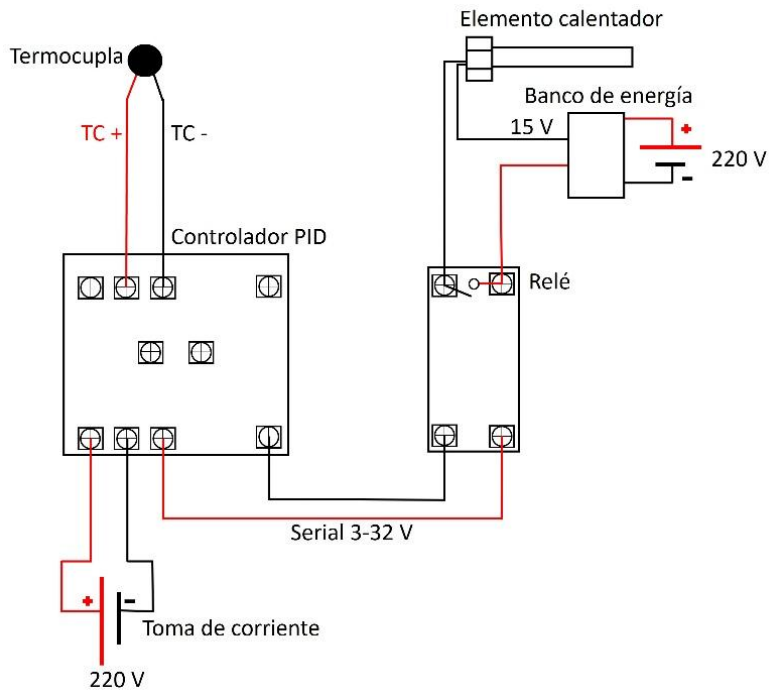 Elemento calentador
Termocupla
Banco de energía
TC +
TC -
15 V
+
220 V
-
Controlador PID
Relé
Serial 3-32 V
+
-
Toma de corriente
220 V